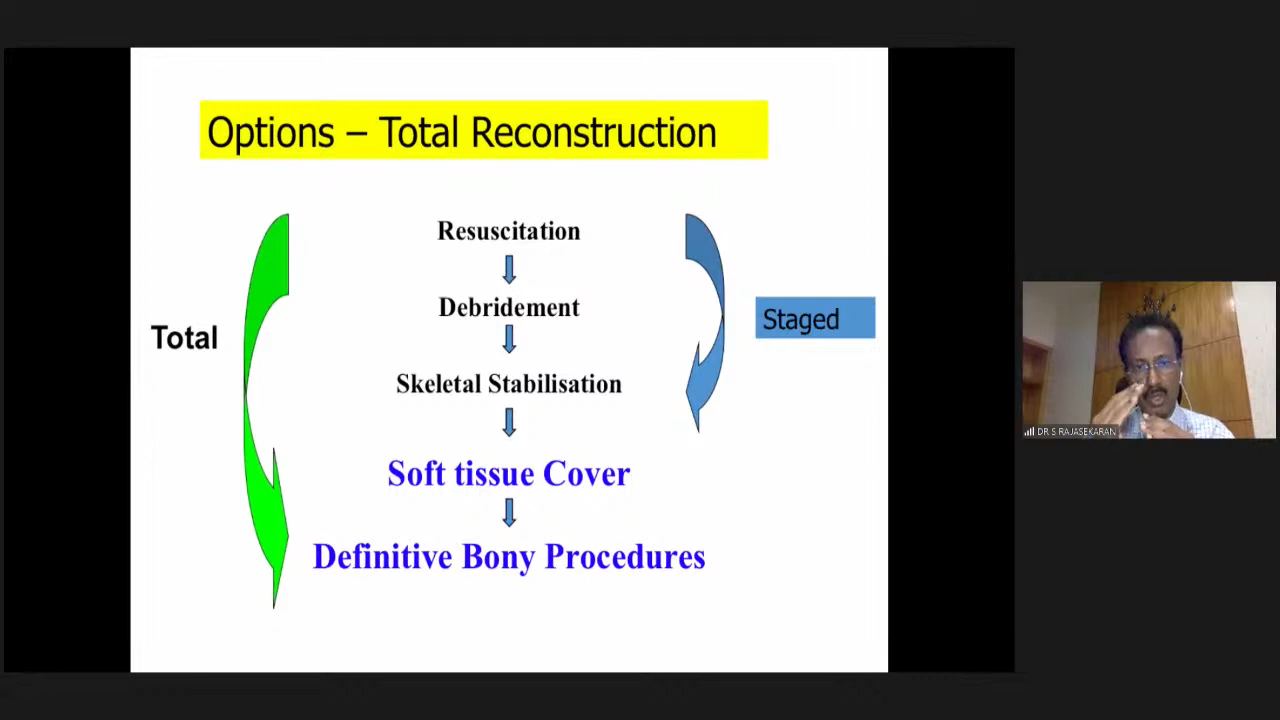 Options – Total Reconstruction
Resuscitation
Debridement
Staged
Total
Skeletal Stabilisation
Soft tissue Cover
Definitive Bony Procedures
DR S RAJASEKARAN